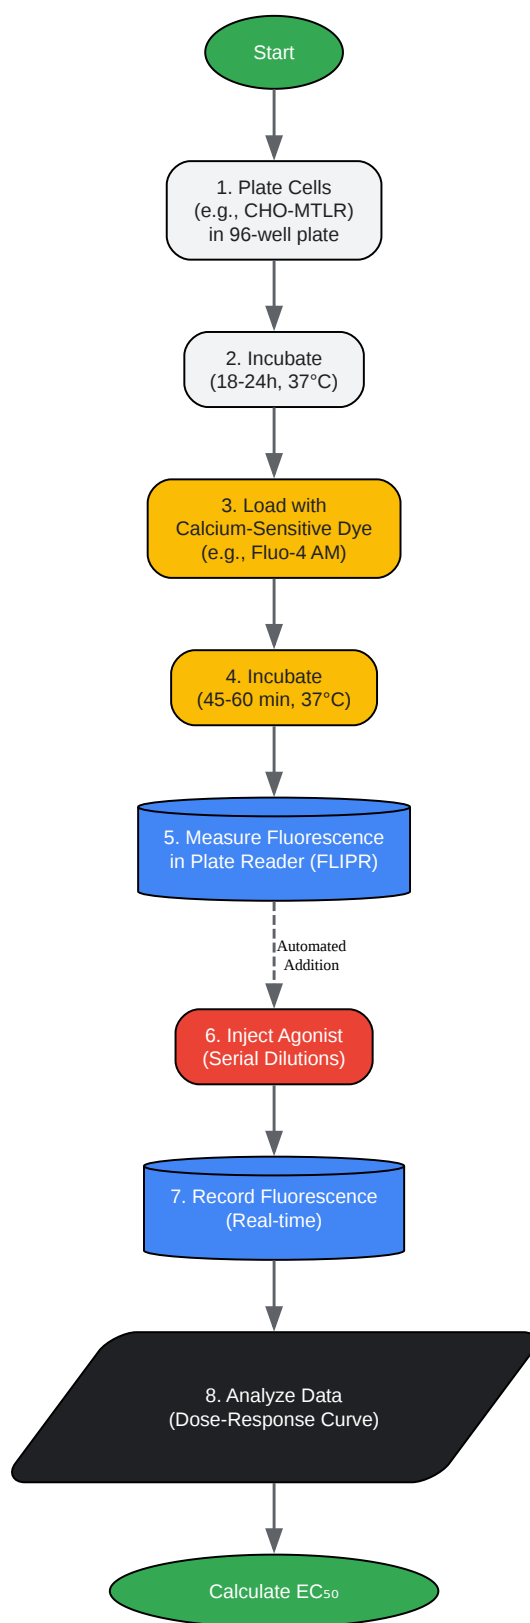 Start
1. Plate Cells
(e.g., CHO-MTLR)
in 96-well plate
2. Incubate
(18-24h, 37°C)
3. Load with
Calcium-Sensitive Dye
(e.g., Fluo-4 AM)
4. Incubate
(45-60 min, 37°C)
5. Measure Fluorescence
in Plate Reader (FLIPR)
Automated
Addition
6. Inject Agonist
(Serial Dilutions)
7. Record Fluorescence
(Real-time)
8. Analyze Data
(Dose-Response Curve)
Calculate EC₅₀